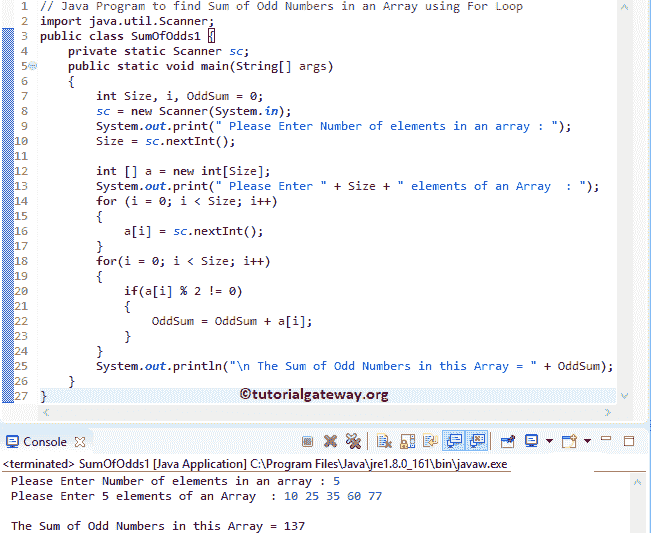 1 // Java Program to find Sum of Odd Numbers in an Array using For Loop
2 import java.util.Scanner;
3 public class SumOfOdds1 {
4     private static Scanner sc;
5     public static void main(String[] args)
6     {
7         int Size, i, OddSum = 0;
8         sc = new Scanner(System.in);
9         System.out.print(" Please Enter Number of elements in an array : ");
10         Size = sc.nextInt();
11
12         int [] a = new int[Size];
13         System.out.print(" Please Enter " + Size + " elements of an Array  : ");
14         for (i = 0; i < Size; i++)
15         {
16             a[i] = sc.nextInt();
17         }
18         for(i = 0; i < Size; i++)
19         {
20             if(a[i] % 2 != 0)
21             {
22                 OddSum = OddSum + a[i];
23             }
24         }
25         System.out.println("\n The Sum of Odd Numbers in this Array = " + OddSum);
26     }
27 }
©tutorialgateway.org
Console
<terminated> SumOfOdds1 [Java Application] C:\Program Files\Java\jre1.8.0_161\bin\javaw.exe
Please Enter Number of elements in an array : 5
Please Enter 5 elements of an Array  : 10 25 35 60 77
The Sum of Odd Numbers in this Array = 137